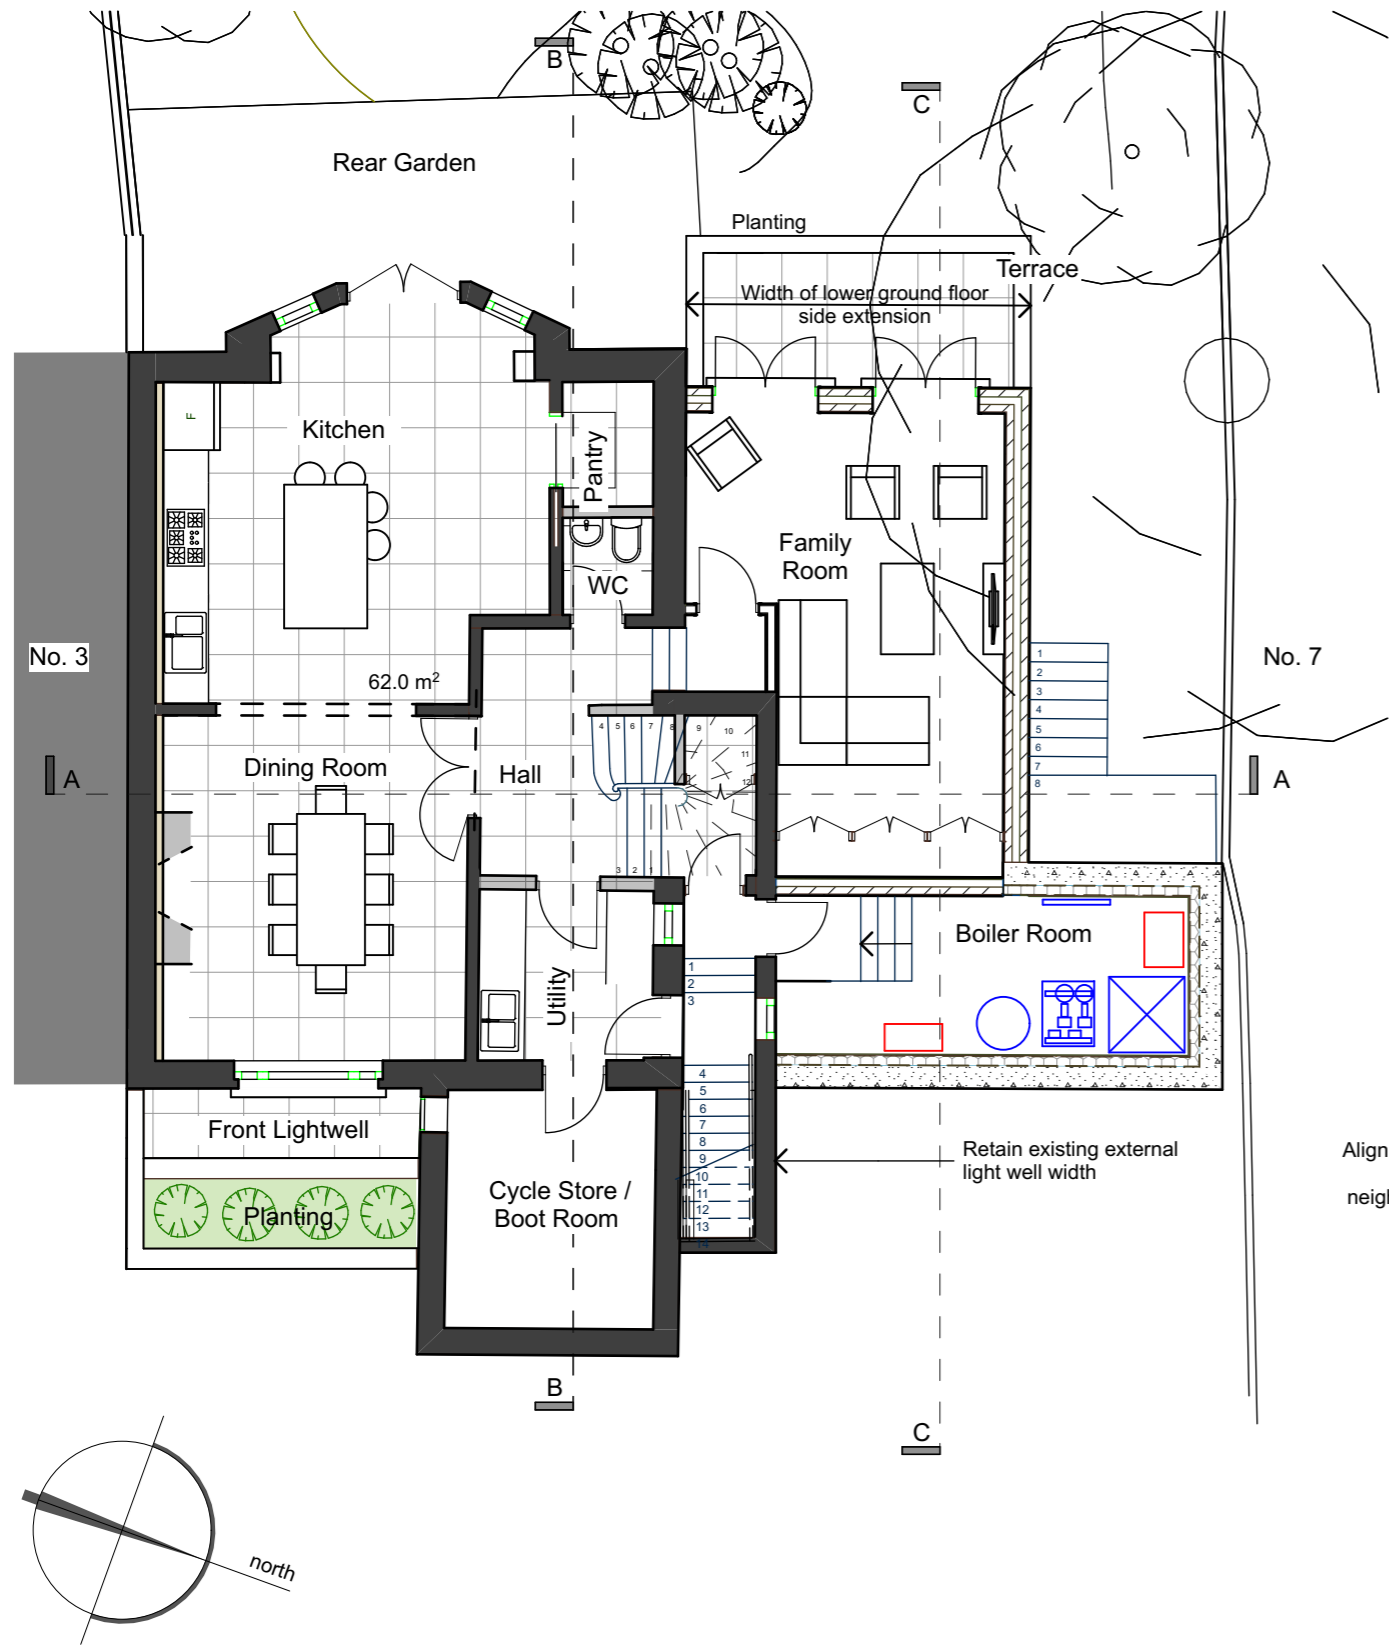 B
C
Rear Garden
Planting
Terrace
Width of lower ground floor
side extension
F
Kitchen
Pantry
Family
Room
WC
No. 3
62.0 m²
No. 7
1
2
3
4
5
6
7
8
4 5 6 7 8 9 10
11
12
Dining Room
Hall
A
A
3 2 1
Utility
Boiler Room
1
2
3
4
5
6
7
8
9
10
11
12
13
14
Front Lightwell
Retain existing external
light well width
Align
neigh
Planting
Cycle Store /
Boot Room
B
C
north